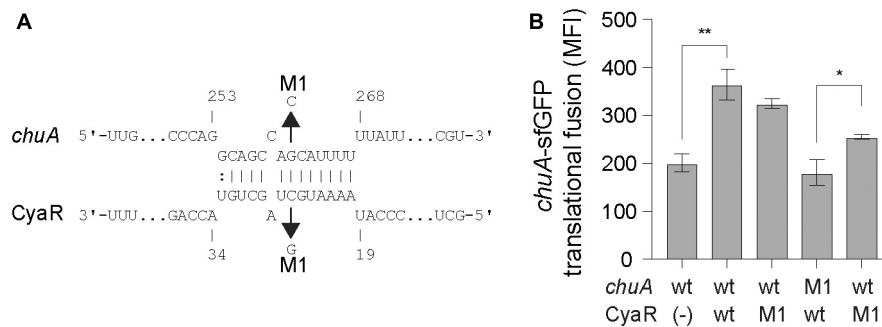 A
M1
253 C 268
chuA 5'-UUG...CCCAG C UUAUU...CGU-3'
GCAGC AGCAUUUU
:|||| ||||||||
UGUCGUCGUAAAA
CyaR 3'-UUU...GACCA A UACCC...UCG-5'
34 G 19
M1
B
chuA-sfGFP
translational fusion (MFI)
500
400
300
200
100
0
**
*
chuA wt wt wt M1 wt
CyaR (-) wt M1 wt M1